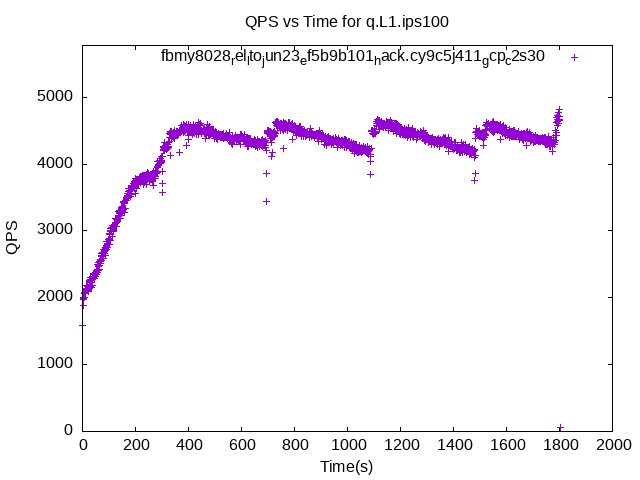 QPS vs Time for q.L1.ips100
fbmy8028relltojun23ef5b9b101hack.cy9c5j411gcpc2s30
QPS
5000
4000
3000
2000
1000
0
0 200 400 600 800 1000 1200 1400 1600 1800 2000
Time(s)